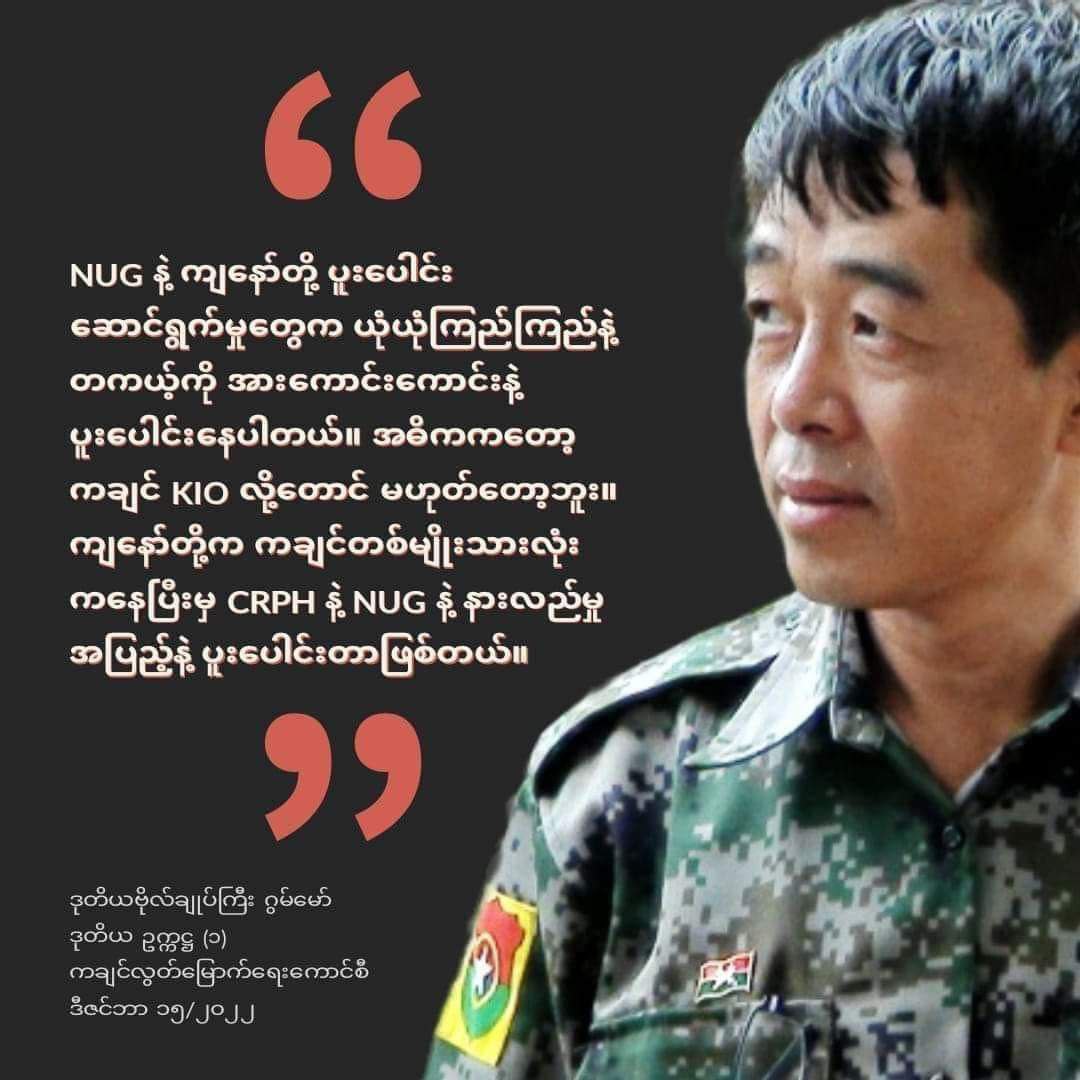 NUG နဲ့ ကျနော်တို့ ပူးပေါင်း
ဆောင်ရွက်မှုတွေက ယုံယုံကြည်ကြည်နဲ့
တကယ့်ကို အားကောင်းကောင်းနဲ့
ပူးပေါင်းနေပါတယ်။ အဓိကကတော့
ကချင် KIO လို့တောင် မဟုတ်တော့ဘူး။
ကျနော်တို့က ကချင်တစ်မျိုးသားလုံး
ကနေပြီးမှ CRPH နဲ့ NUG နဲ့ နားလည်မှု
အပြည့်နဲ့ ပူးပေါင်းတာဖြစ်တယ်။
ဒုတိယဗိုလ်ချုပ်ကြီး ဂွမ်မော်
ဒုတိယ ဥက္ကဋ္ဌ (၁)
ကချင်လွတ်မြောက်ရေးကောင်စီ
ဒီဇင်ဘာ ၁၅/၂၀၂၂